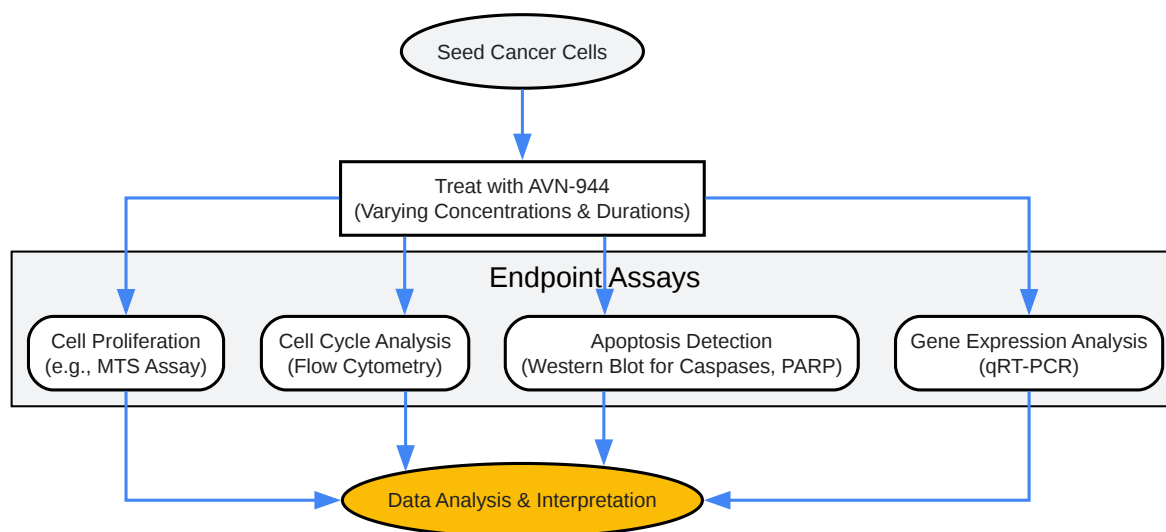 Seed Cancer Cells
Treat with AVN-944
(Varying Concentrations & Durations)
Endpoint Assays
Cell Proliferation
(e.g., MTS Assay)
Cell Cycle Analysis
(Flow Cytometry)
Apoptosis Detection
(Western Blot for Caspases, PARP)
Gene Expression Analysis
(qRT-PCR)
Data Analysis & Interpretation